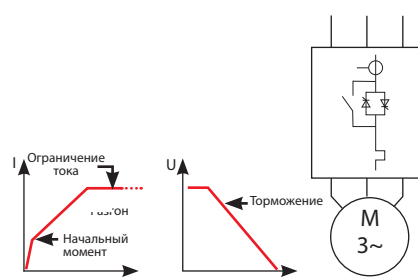 I
Ограничение
тока
Разгон
Начальный
момент
U
Торможение
M
3~